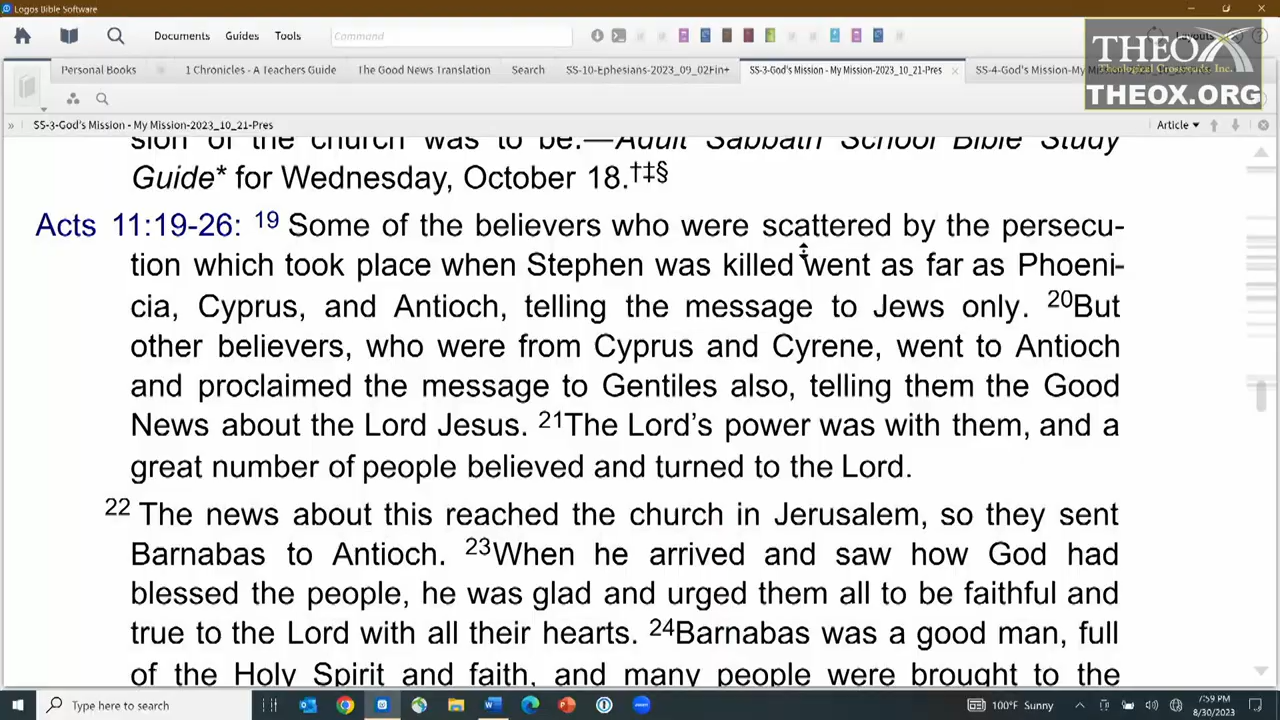 Logos Bible Software
Documents Guides Tools Command Layouts
THEOX
Theological Crossroads, Inc.
THEOX.ORG
Personal Books 1 Chronicles - A Teachers Guide The Good News Translation Search SS-10-Ephesians-2023_09_02Fin+ SS-3-God's Mission - My Mission-2023_10_21-Pres SS-4-God's Mission-My
SS-3-God's Mission - My Mission-2023_10_21-Pres Article
sion of the church was to be.—Adult Sabbath School Bible Study
Guide* for Wednesday, October 18.†‡§
Acts 11:19-26: 19 Some of the believers who were scattered by the persecu-
tion which took place when Stephen was killed went as far as Phoeni-
cia, Cyprus, and Antioch, telling the message to Jews only. 20But
other believers, who were from Cyprus and Cyrene, went to Antioch
and proclaimed the message to Gentiles also, telling them the Good
News about the Lord Jesus. 21The Lord's power was with them, and a
great number of people believed and turned to the Lord.
22 The news about this reached the church in Jerusalem, so they sent
Barnabas to Antioch. 23When he arrived and saw how God had
blessed the people, he was glad and urged them all to be faithful and
true to the Lord with all their hearts. 24Barnabas was a good man, full
of the Holy Spirit and faith, and many people were brought to the
Type here to search 100°F Sunny 7:59 PM
8/30/2023